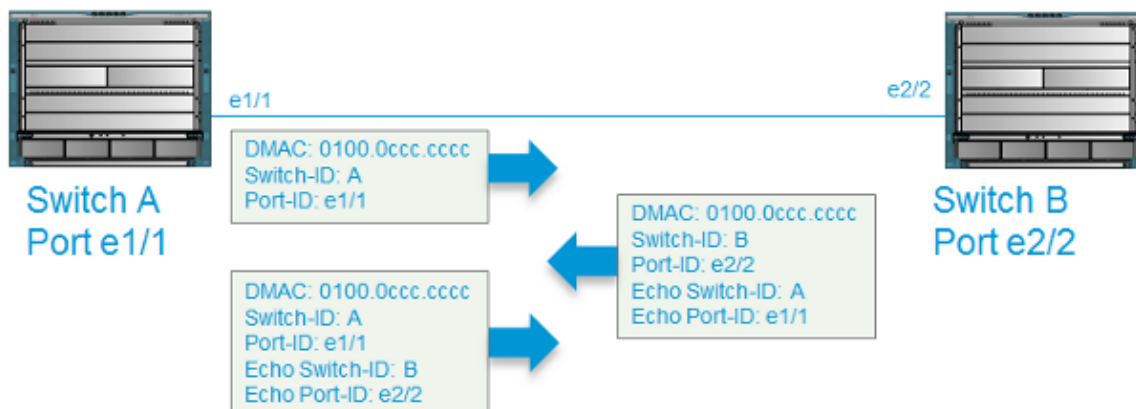 e1/1
e2/2
DMAC: 0100.0ccc.cccc
Switch-ID: A
Port-ID: e1/1
Switch A
Port e1/1
DMAC: 0100.0ccc.cccc
Switch-ID: B
Port-ID: e2/2
Echo Switch-ID: A
Echo Port-ID: e1/1
Switch B
Port e2/2
DMAC: 0100.0ccc.cccc
Switch-ID: A
Port-ID: e1/1
Echo Switch-ID: B
Echo Port-ID: e2/2